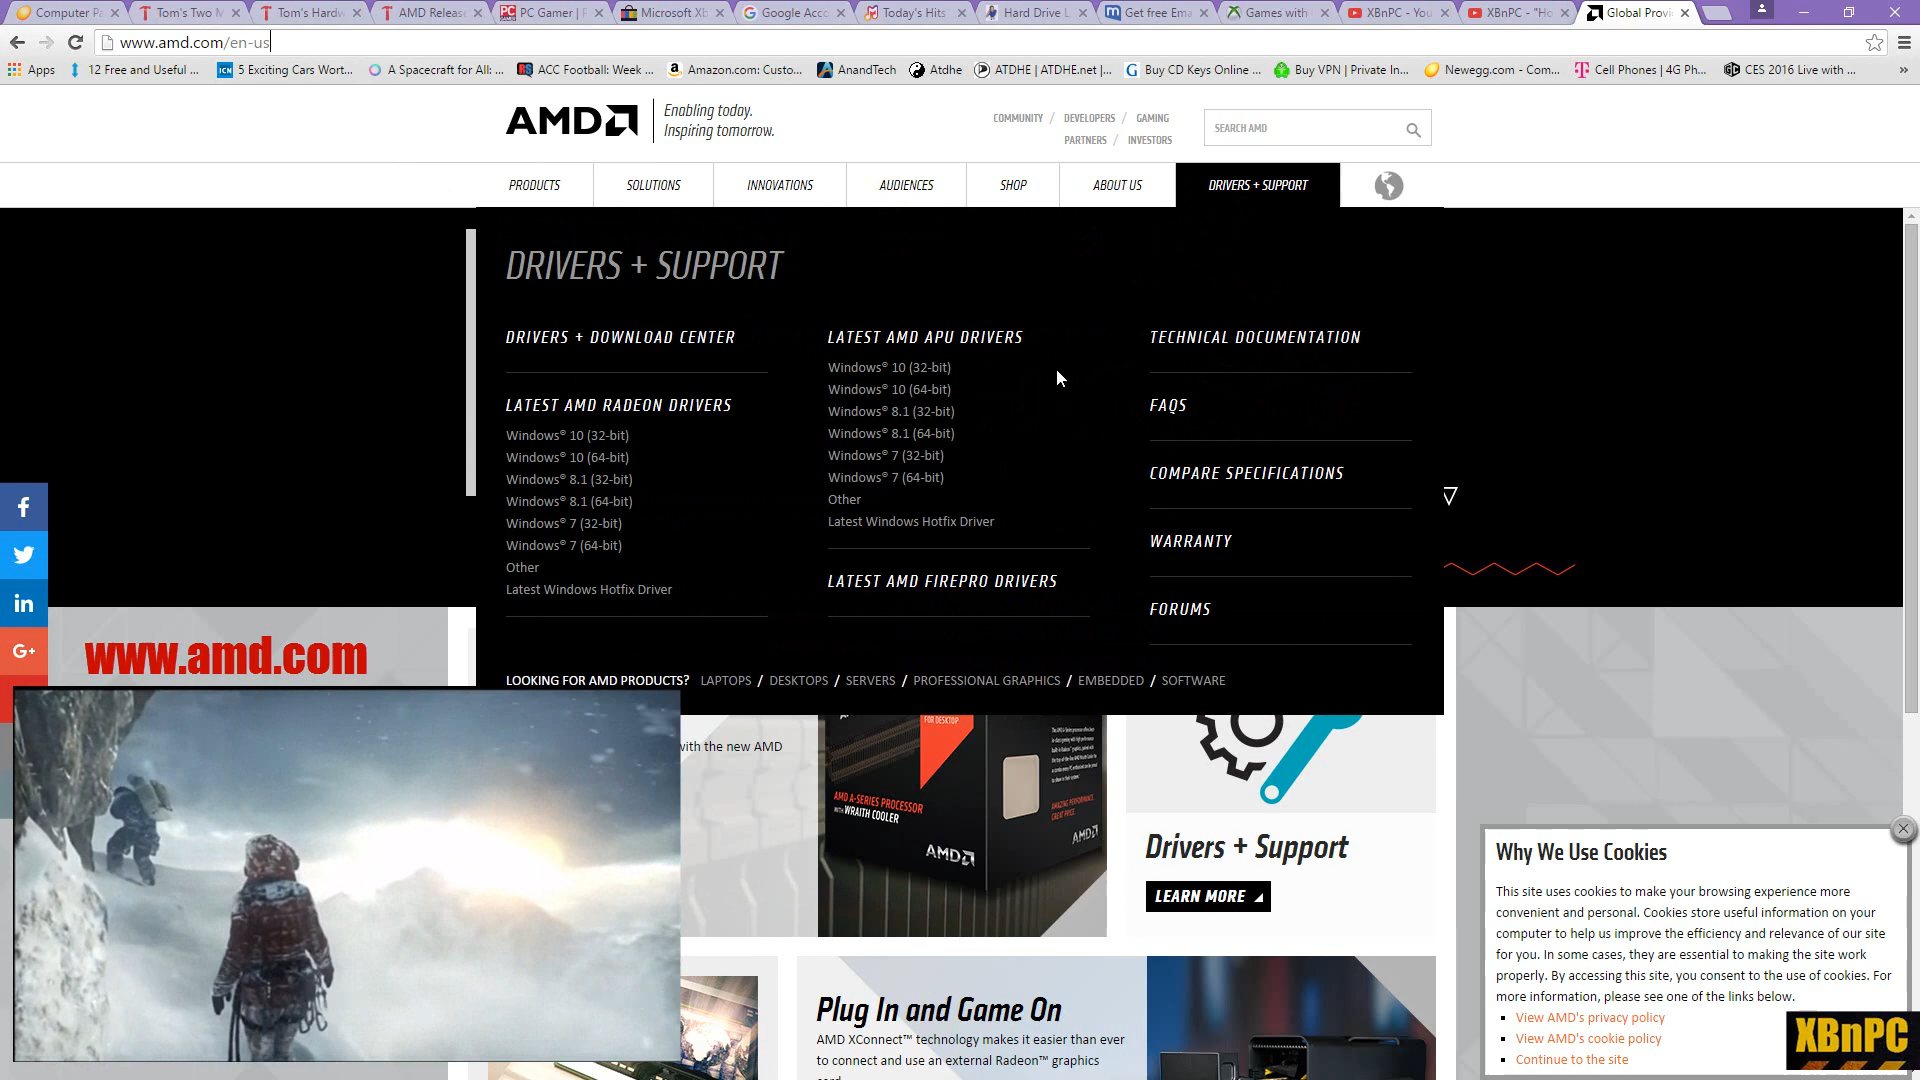 Computer Pa
Tom's Two M
Tom's Hardw
AMD Release
PC Gamer | P
Microsoft Xb
Google Acco
Today's Hits
Hard Drive L
Get free Ema
Games with
XBnPC - You
XBnPC - "Ho
Global Provi
www.amd.com/en-us
Apps
12 Free and Useful ...
5 Exciting Cars Wort...
A Spacecraft for All: ...
ACC Football: Week ...
Amazon.com: Custo...
AnandTech
Atdhe
ATDHE | ATDHE.net |...
Buy CD Keys Online ...
Buy VPN | Private In...
Newegg.com - Com...
Cell Phones | 4G Ph...
CES 2016 Live with ...
»
AMD
Enabling today.
Inspiring tomorrow.
COMMUNITY / DEVELOPERS / GAMING
PARTNERS / INVESTORS
SEARCH AMD
PRODUCTS
SOLUTIONS
INNOVATIONS
AUDIENCES
SHOP
ABOUT US
DRIVERS + SUPPORT
DRIVERS + SUPPORT
DRIVERS + DOWNLOAD CENTER
LATEST AMD RADEON DRIVERS
Windows® 10 (32-bit)
Windows® 10 (64-bit)
Windows® 8.1 (32-bit)
Windows® 8.1 (64-bit)
Windows® 7 (32-bit)
Windows® 7 (64-bit)
Other
Latest Windows Hotfix Driver
LATEST AMD APU DRIVERS
Windows® 10 (32-bit)
Windows® 10 (64-bit)
Windows® 8.1 (32-bit)
Windows® 8.1 (64-bit)
Windows® 7 (32-bit)
Windows® 7 (64-bit)
Other
Latest Windows Hotfix Driver
LATEST AMD FIREPRO DRIVERS
TECHNICAL DOCUMENTATION
FAQS
COMPARE SPECIFICATIONS
WARRANTY
FORUMS
LOOKING FOR AMD PRODUCTS? LAPTOPS / DESKTOPS / SERVERS / PROFESSIONAL GRAPHICS / EMBEDDED / SOFTWARE
f
in
G+
www.amd.com
with the new AMD
FOR DESKTOP
AMD A-SERIES PROCESSOR
WITH WRAITH COOLER
AMAZING PERFORMANCE.
GREAT PRICE.
AMD
AMD
Drivers + Support
LEARN MORE
Plug In and Game On
AMD XConnect™ technology makes it easier than ever
to connect and use an external Radeon™ graphics
Why We Use Cookies
This site uses cookies to make your browsing experience more
convenient and personal. Cookies store useful information on your
computer to help us improve the efficiency and relevance of our site
for you. In some cases, they are essential to making the site work
properly. By accessing this site, you consent to the use of cookies. For
more information, please see one of the links below.
View AMD's privacy policy
View AMD's cookie policy
Continue to the site
XBnPC